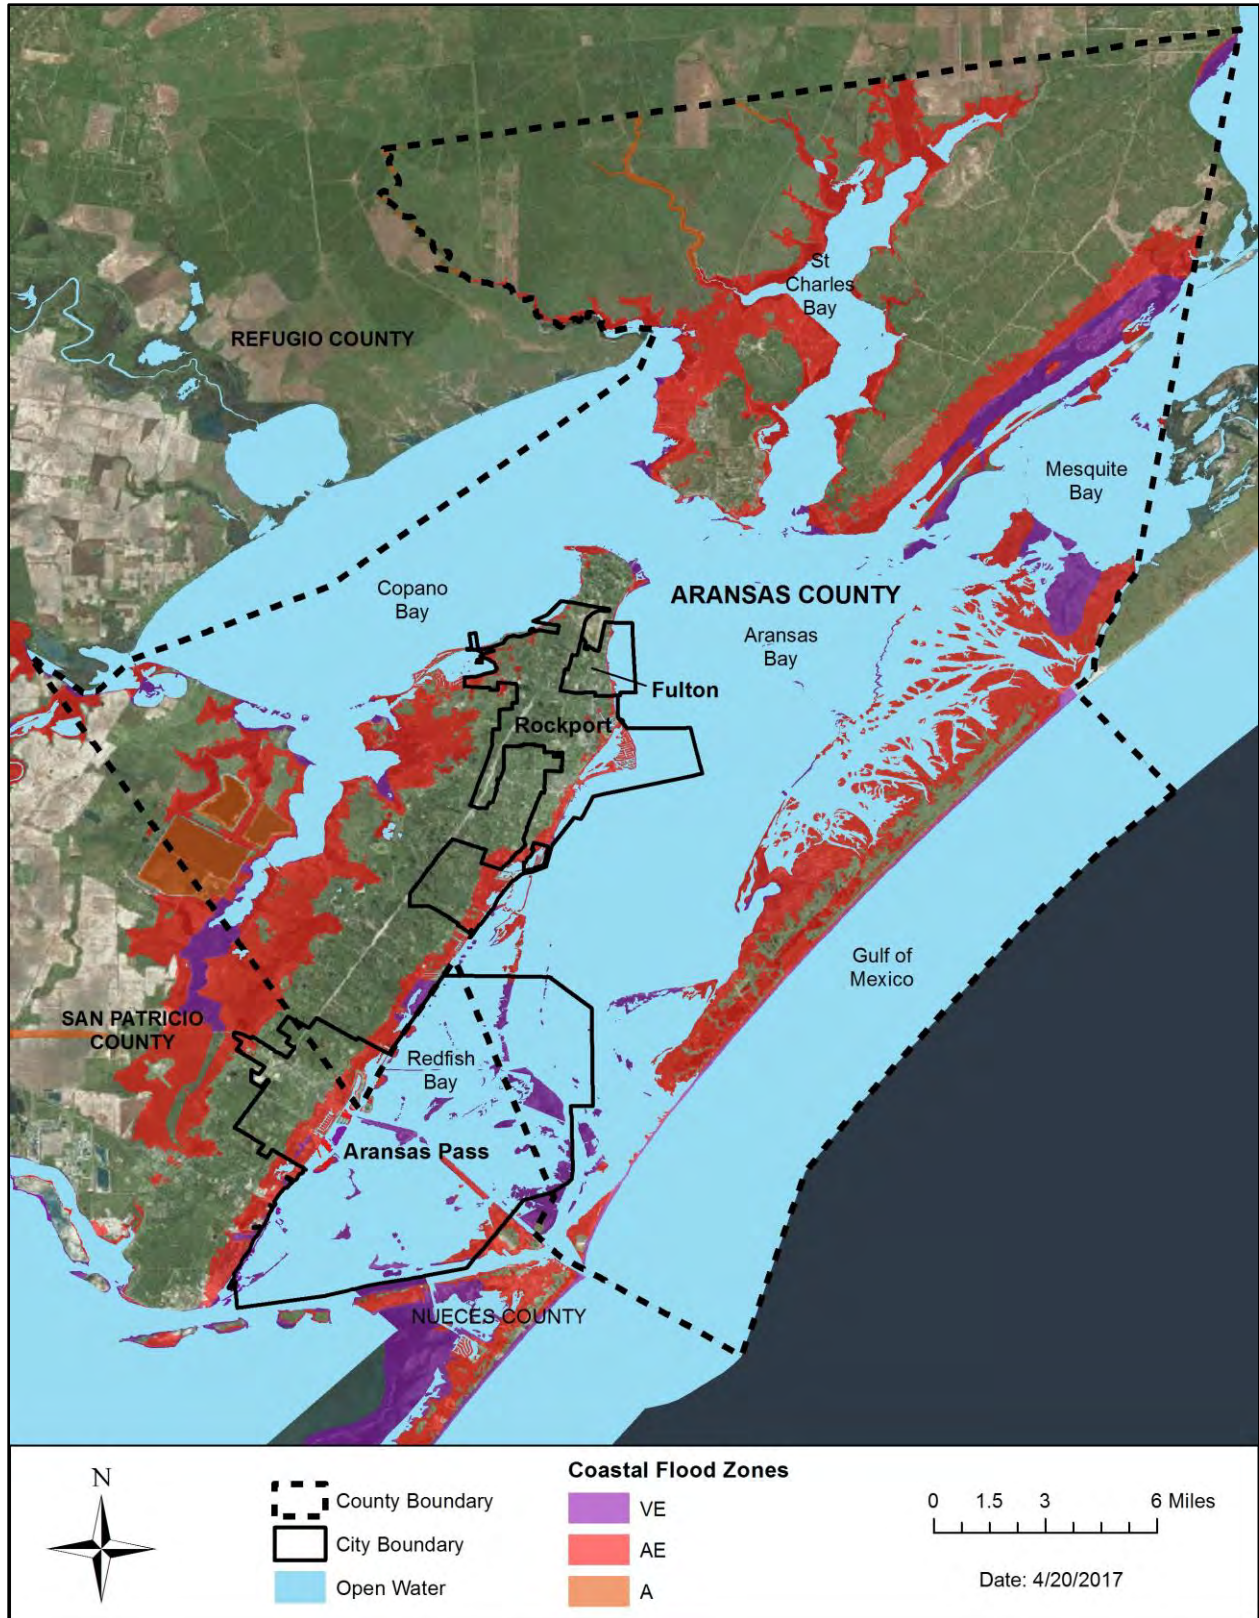 St
Charles
Bay
REFUGIO COUNTY
Mesquite
Bay
Copano
Bay
ARANSAS COUNTY
Aransas
Bay
Fulton
Rockport
Gulf of
Mexico
SAN PATRICIO
COUNTY
Redfish
Bay
Aransas Pass
NUECES COUNTY
N
County Boundary
City Boundary
Open Water
Coastal Flood Zones
VE
AE
A
0 1.5 3 6 Miles
Date: 4/20/2017